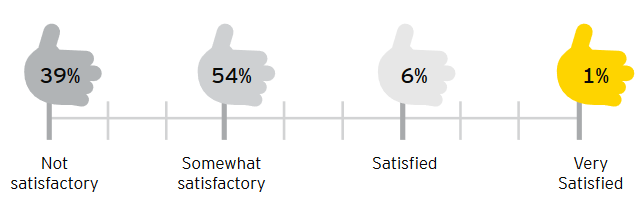 39%
54%
6%
1%
Not
satisfactory
Somewhat
satisfactory
Satisfied
Very
Satisfied